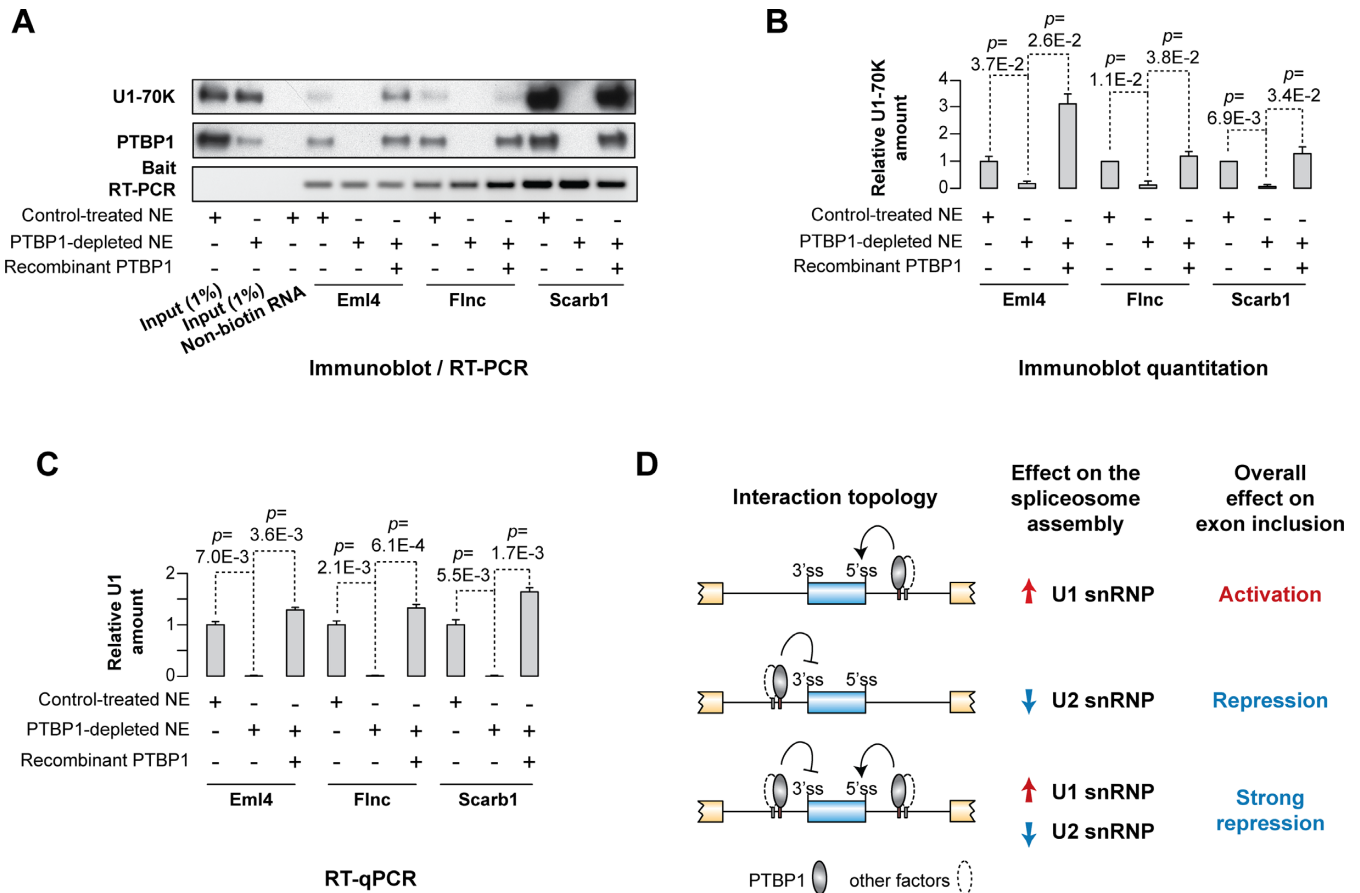 A
U1-70K
PTBP1
Bait
RT-PCR
Control-treated NE + - + + - - + - - + - -
PTBP1-depleted NE - + - - + + - + + - + +
Recombinant PTBP1 - - - - - + - - + - - +
Input (1%)
Input (1%)
Non-biotin RNA
Eml4 Flnc Scarb1
Immunoblot / RT-PCR
B
Relative U1-70K
amount
4
3
2
1
0
p=
3.7E-2
p=
2.6E-2
p=
1.1E-2
p=
3.8E-2
p=
6.9E-3
p=
3.4E-2
Control-treated NE + - - + - - + - -
PTBP1-depleted NE - + + - + + - + +
Recombinant PTBP1 - - + - - + - - +
Eml4 Flnc Scarb1
Immunoblot quantitation
C
Relative U1
amount
2
1
0
p=
7.0E-3
p=
3.6E-3
p=
2.1E-3
p=
6.1E-4
p=
5.5E-3
p=
1.7E-3
Control-treated NE + - - + - - + - -
PTBP1-depleted NE - + + - + + - + +
Recombinant PTBP1 - - + - - + - - +
Eml4 Flnc Scarb1
RT-qPCR
D
Interaction topology
Effect on the
spliceosome
assembly
Overall
effect on
exon inclusion
3'ss 5'ss
U1 snRNP
Activation
3'ss 5'ss
U2 snRNP
Repression
3'ss 5'ss
U1 snRNP
U2 snRNP
Strong
repression
PTBP1 other factors